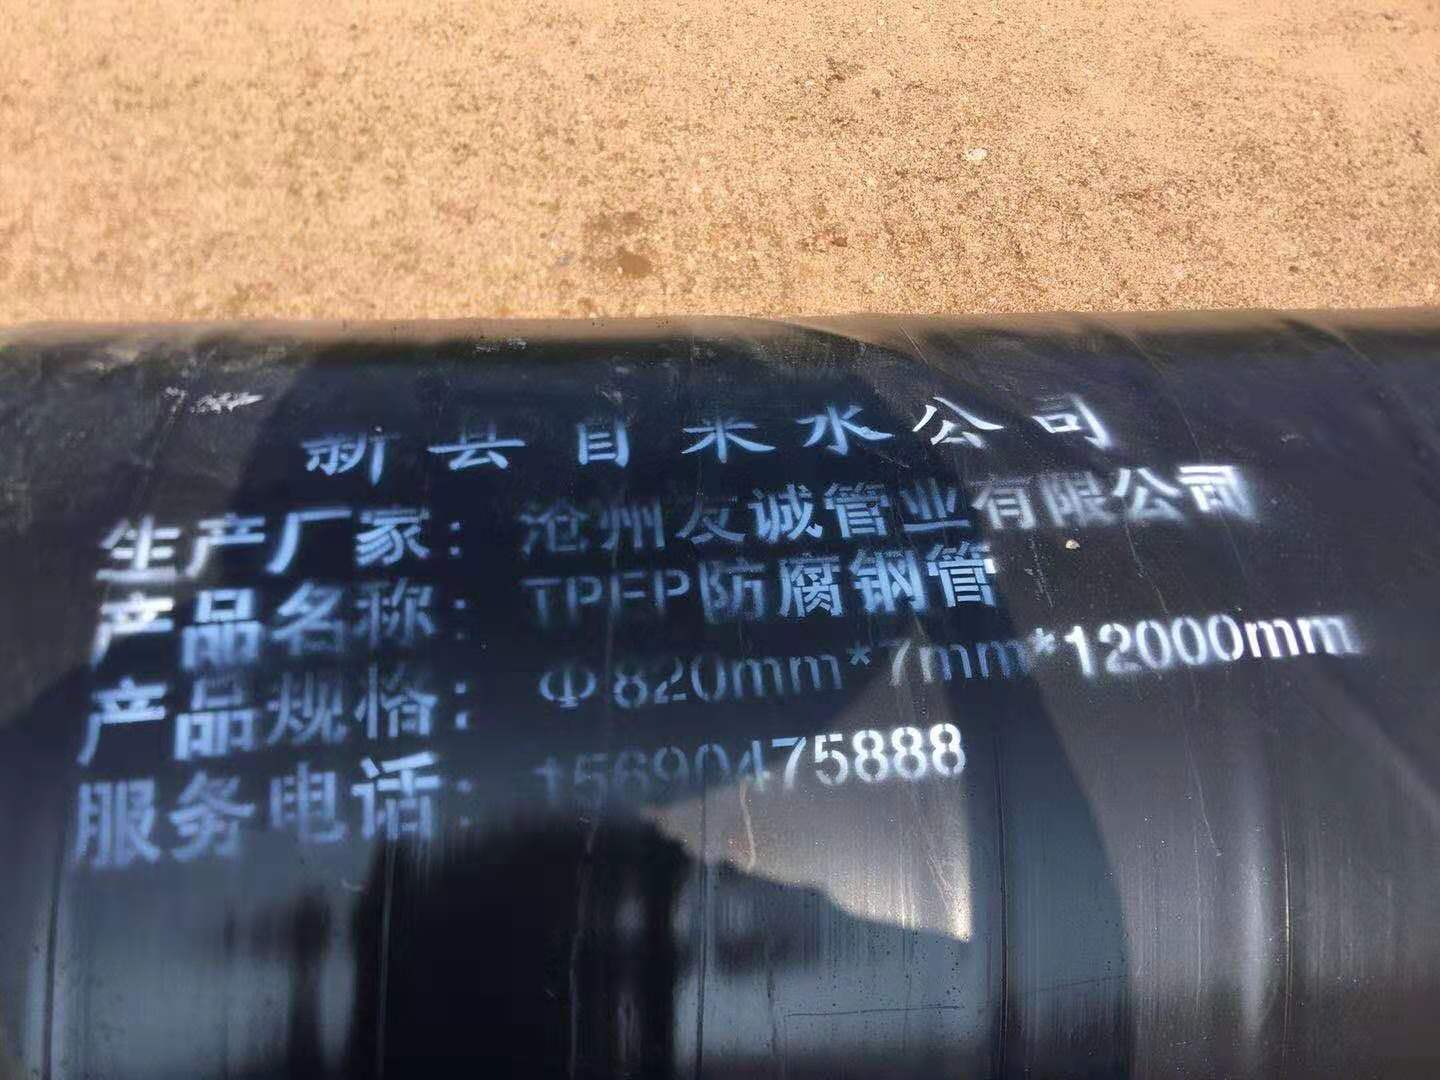 新县自来水公司
生产厂家：沧州友诚管业有限公司
产品名称：TPEP防腐钢管
产品规格：Φ820mm*7mm*12000mm
服务电话：15690475888